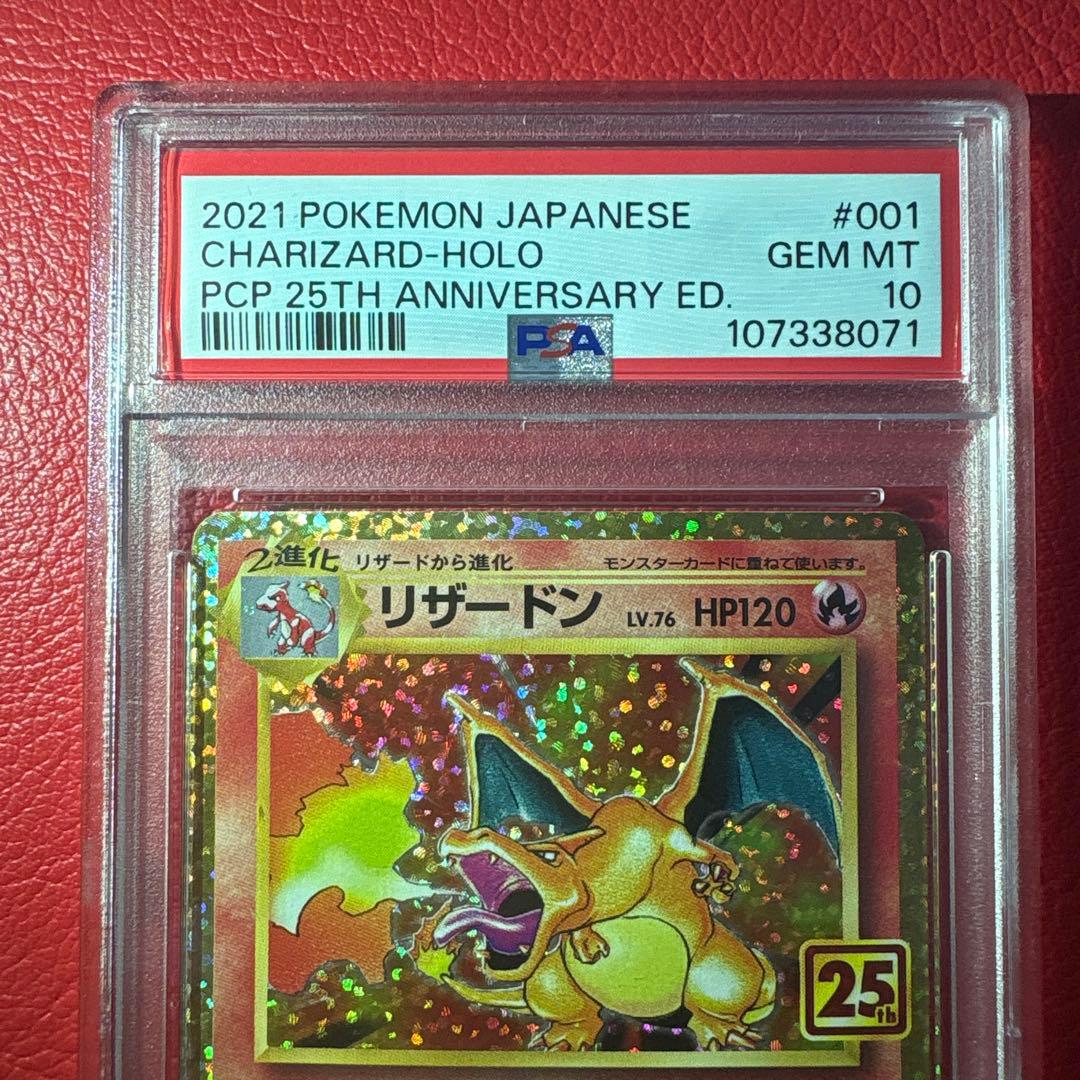 2021 POKEMON JAPANESE #001
CHARIZARD-HOLO GEM MT
PCP 25TH ANNIVERSARY ED. 10
PSA 107338071
2進化 リザードから進化 モンスターカードに重ねて使います。
リザードン LV.76 HP120
25th